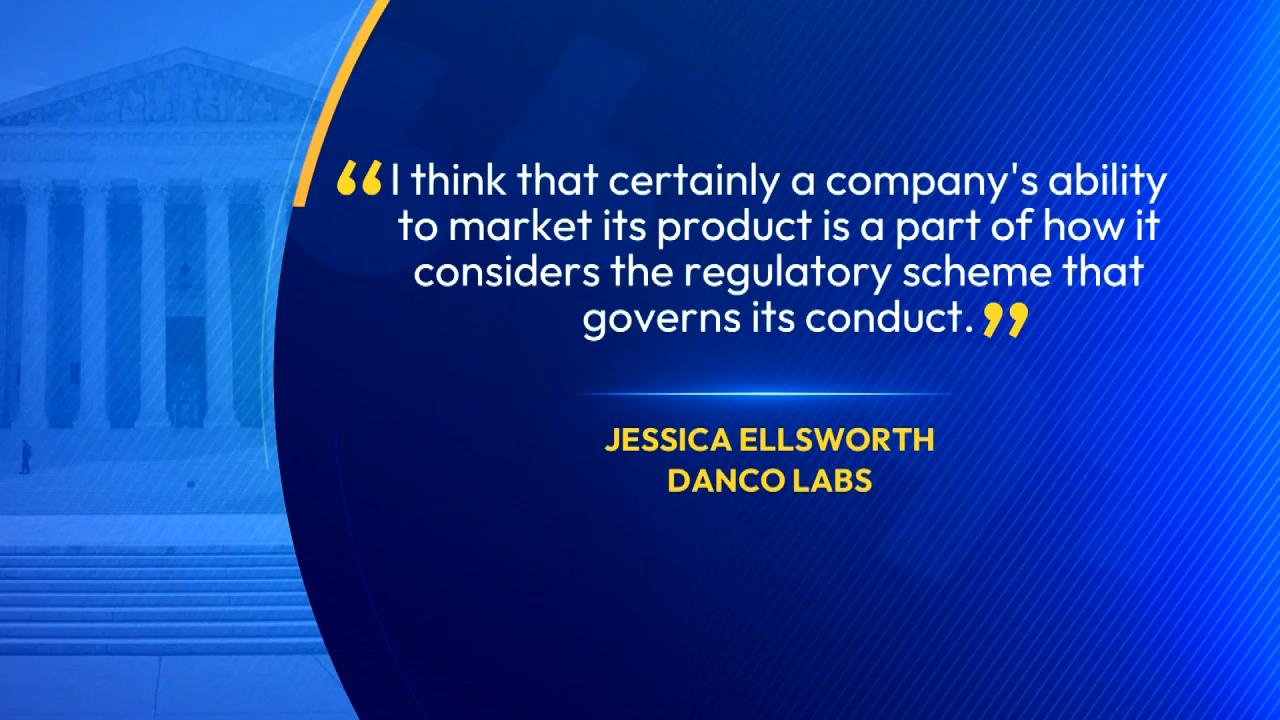 “I think that certainly a company's ability
to market its product is a part of how it
considers the regulatory scheme that
governs its conduct.”
JESSICA ELLSWORTH
DANCO LABS